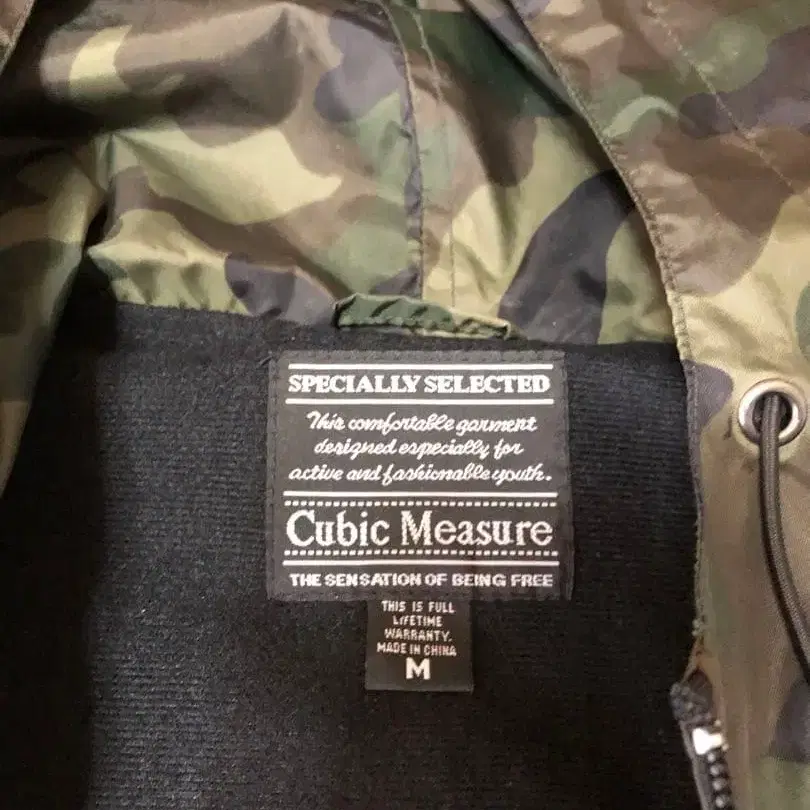 SPECIALLY SELECTED
This comfortable garment
designed especially for
active and fashionable youth.
Cubic Measure
THE SENSATION OF BEING FREE
THIS IS FULL
LIFETIME
WARRANTY.
MADE IN CHINA
M